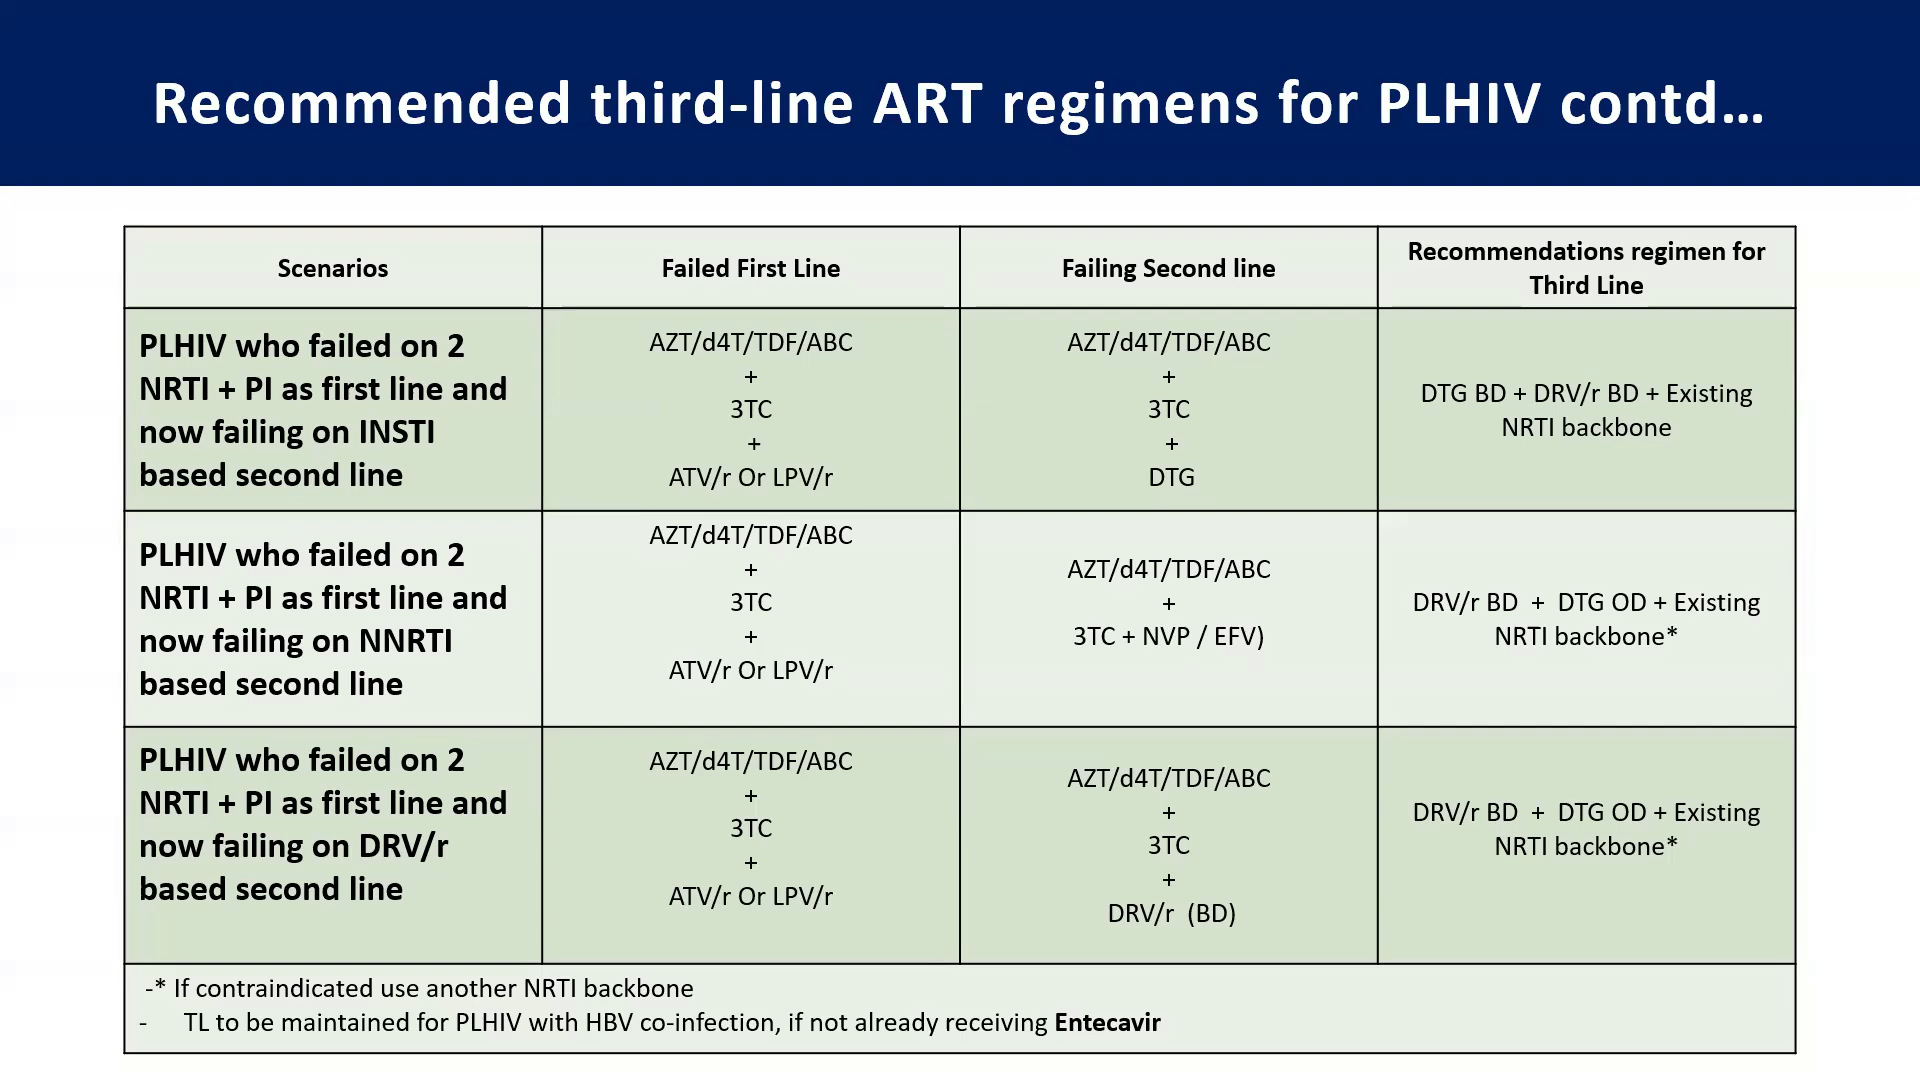 Recommended third-line ART regimens for PLHIV contd…
Scenarios
Failed First Line
Failing Second line
Recommendations regimen for
Third Line
PLHIV who failed on 2
NRTI + PI as first line and
now failing on INSTI
based second line
AZT/d4T/TDF/ABC
+
3TC
+
ATV/r Or LPV/r
AZT/d4T/TDF/ABC
+
3TC
+
DTG
DTG BD + DRV/r BD + Existing
NRTI backbone
PLHIV who failed on 2
NRTI + PI as first line and
now failing on NNRTI
based second line
AZT/d4T/TDF/ABC
+
3TC
+
ATV/r Or LPV/r
AZT/d4T/TDF/ABC
+
3TC + NVP / EFV)
DRV/r BD + DTG OD + Existing
NRTI backbone*
PLHIV who failed on 2
NRTI + PI as first line and
now failing on DRV/r
based second line
AZT/d4T/TDF/ABC
+
3TC
+
ATV/r Or LPV/r
AZT/d4T/TDF/ABC
+
3TC
+
DRV/r (BD)
DRV/r BD + DTG OD + Existing
NRTI backbone*
-* If contraindicated use another NRTI backbone
- TL to be maintained for PLHIV with HBV co-infection, if not already receiving Entecavir